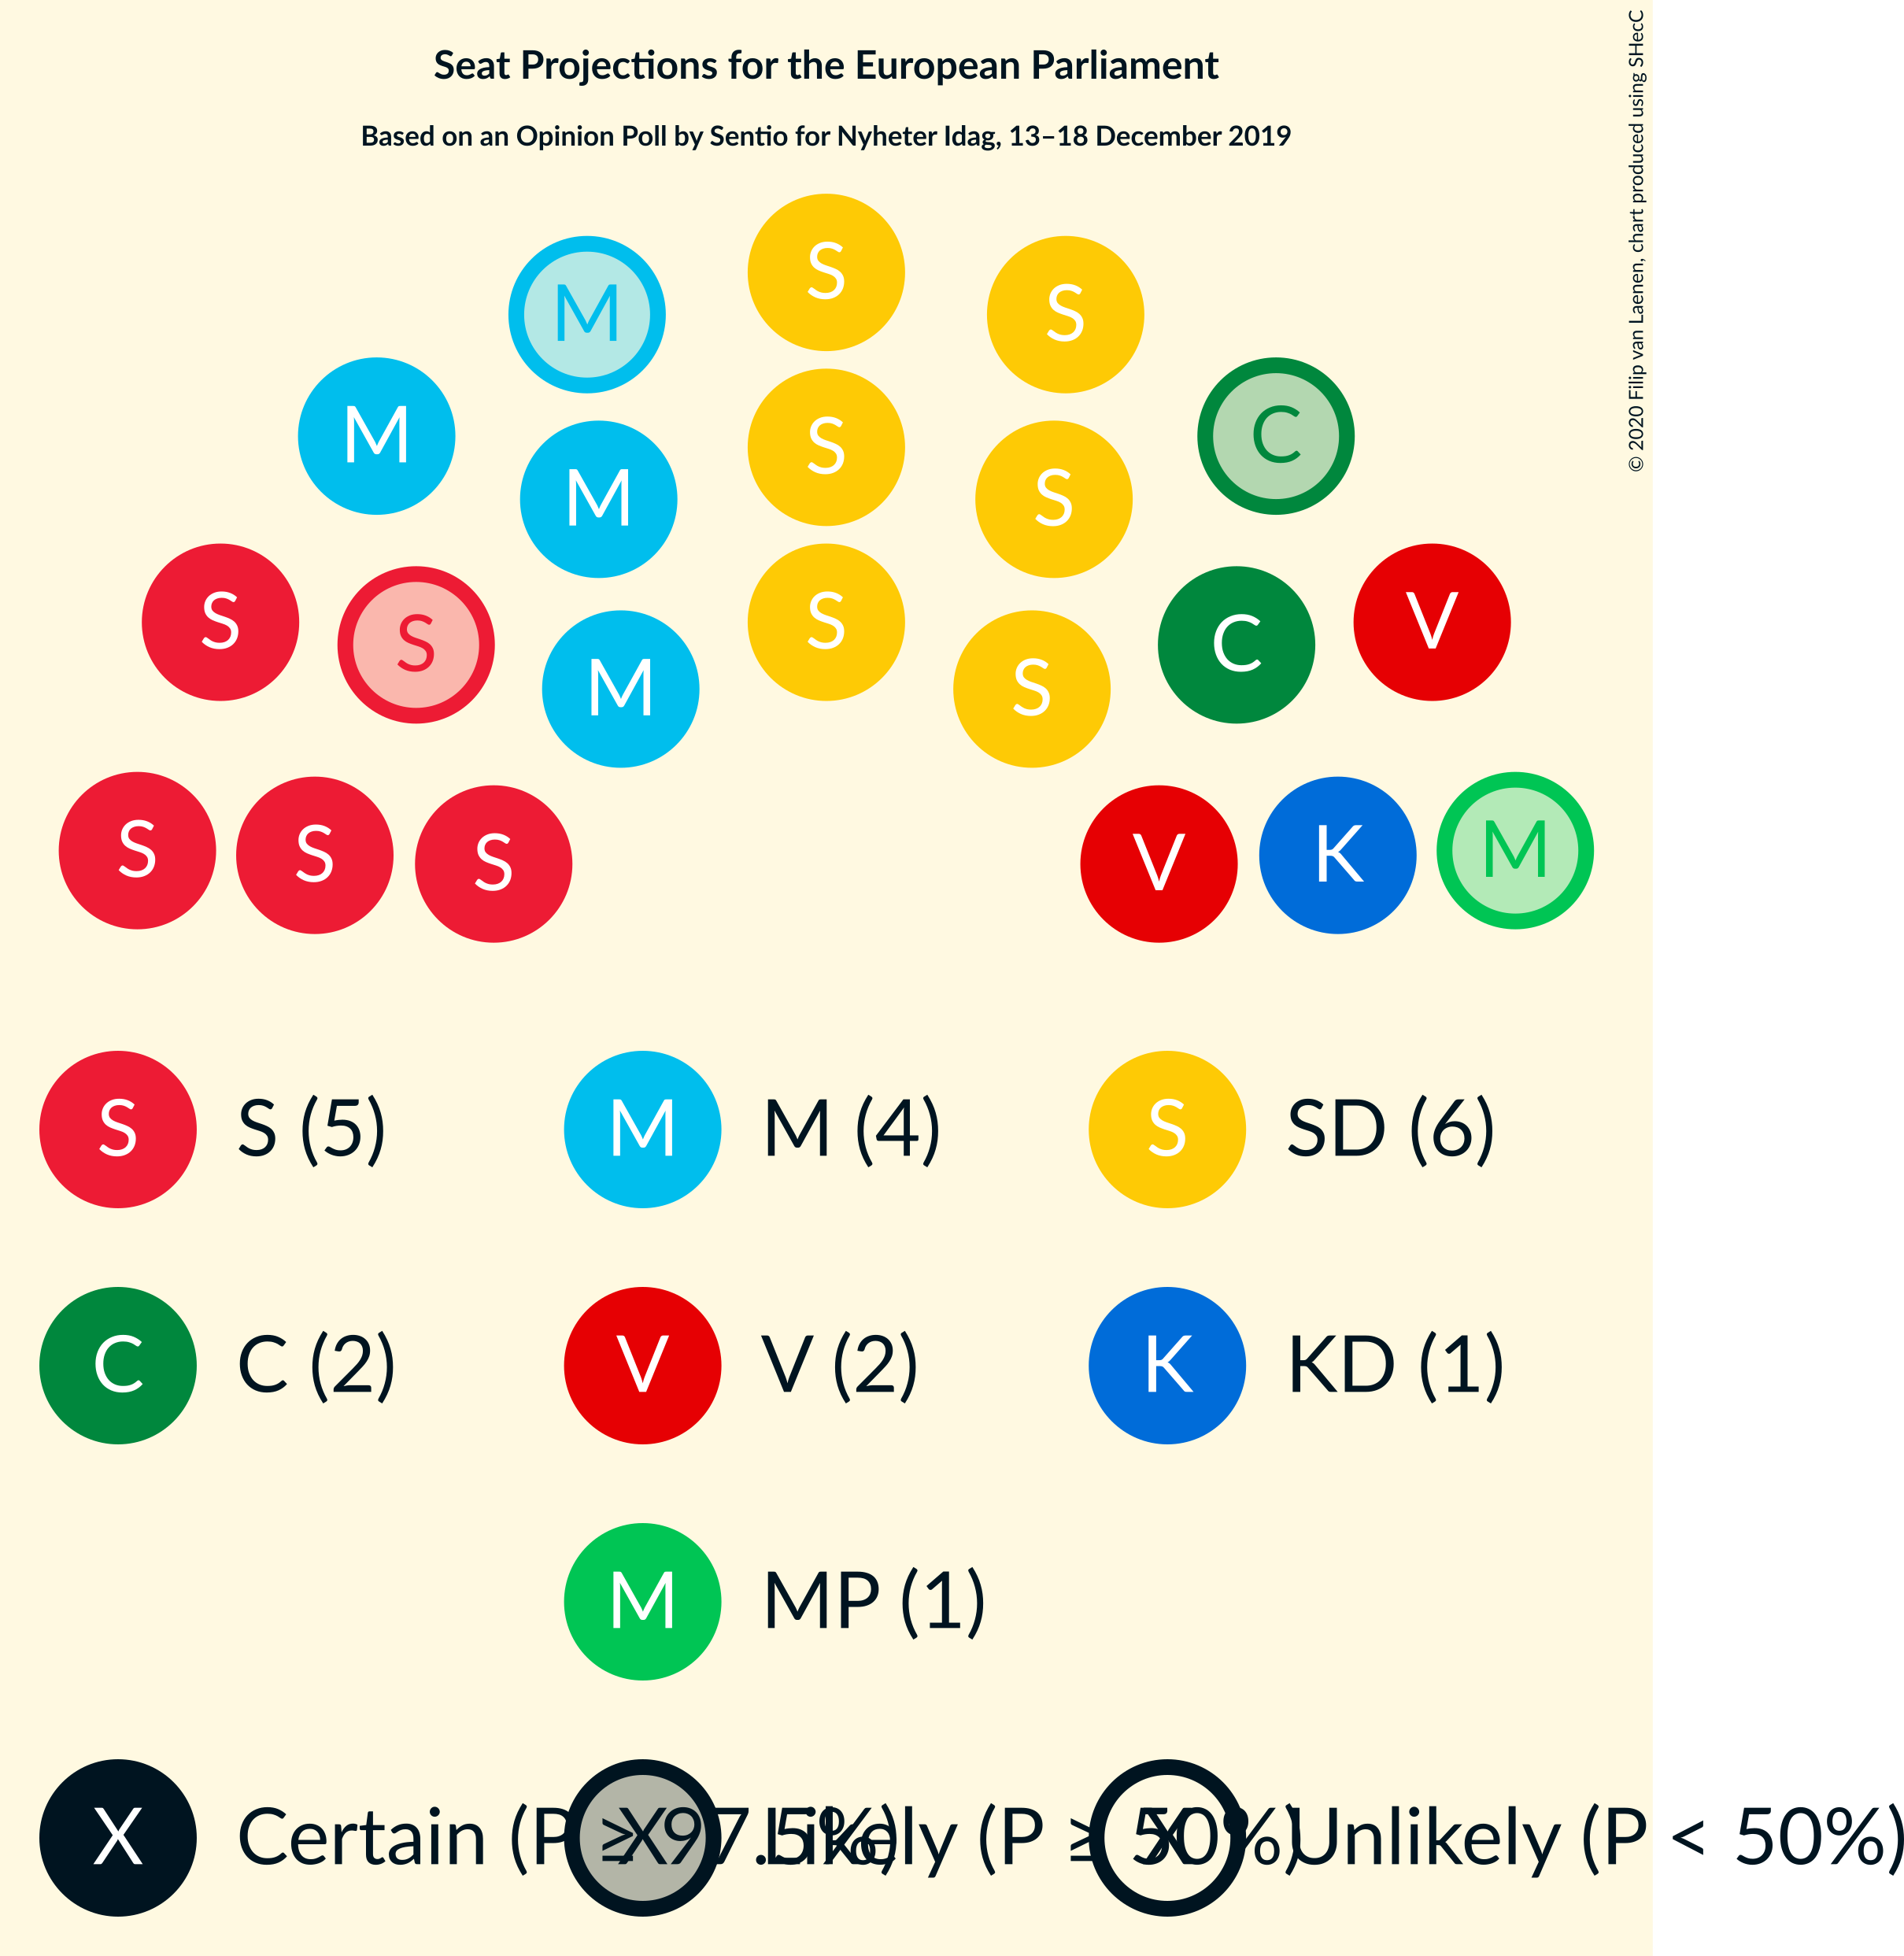 Seat Projections for the European Parliament
Based on an Opinion Poll by Sentio for Nyheter Idag, 13–18 December 2019
© 2020 Filip van Laenen, chart produced using SHecC
S
M S
M C
S
M S
S V
S S C
M S
S S S V K M
S S (5) M M (4) S SD (6)
C C (2) V V (2) K KD (1)
M MP (1)
X Certain (P ≥ 97.5%) X Likely (P ≥ 50%) X Unlikely (P < 50%)